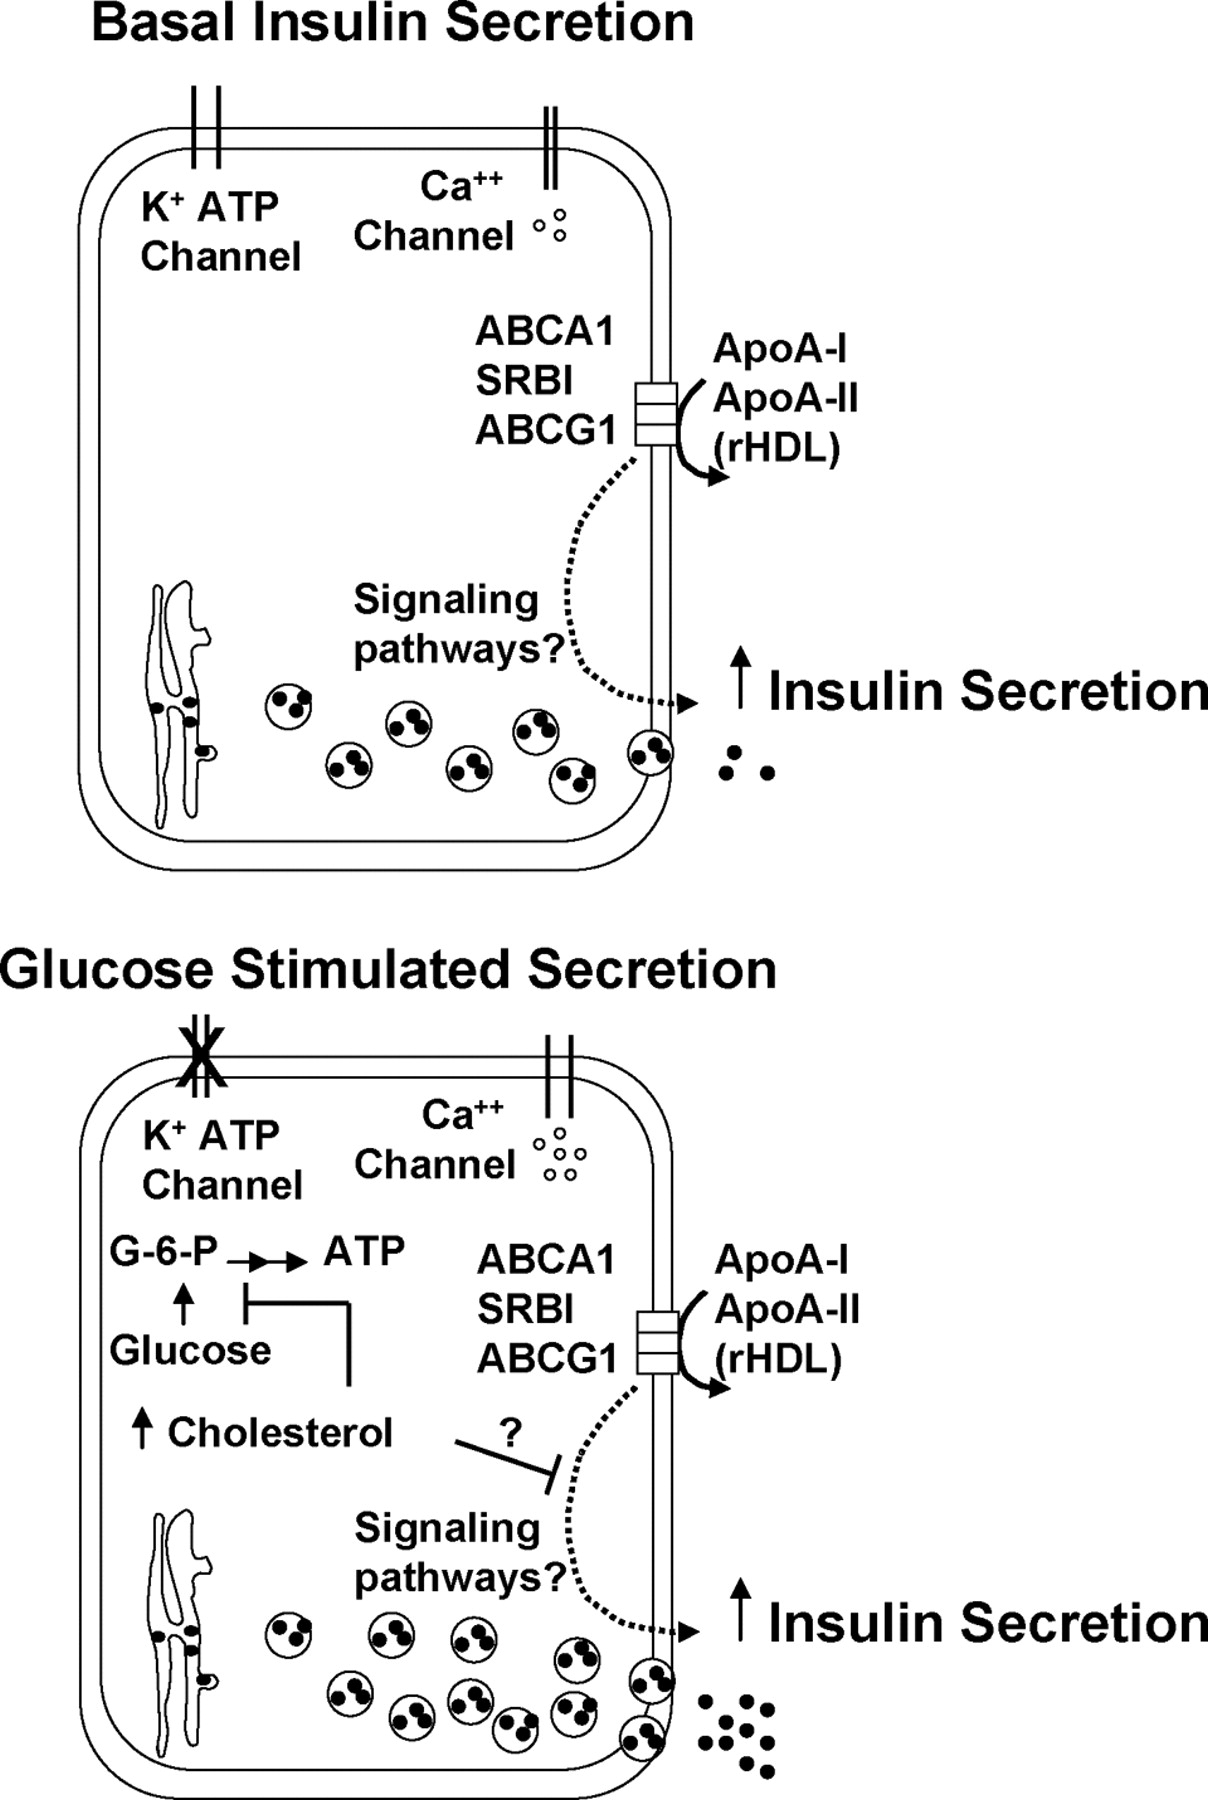 Basal Insulin Secretion
K⁺ ATP
Channel
Ca⁺⁺
Channel
ABCA1
SRBI
ABCG1
ApoA-I
ApoA-II
(rHDL)
Signaling
pathways?
Insulin Secretion
Glucose Stimulated Secretion
K⁺ ATP
Channel
Ca⁺⁺
Channel
G-6-P
ATP
Glucose
ABCA1
SRBI
ABCG1
ApoA-I
ApoA-II
(rHDL)
Cholesterol
?
Signaling
pathways?
Insulin Secretion